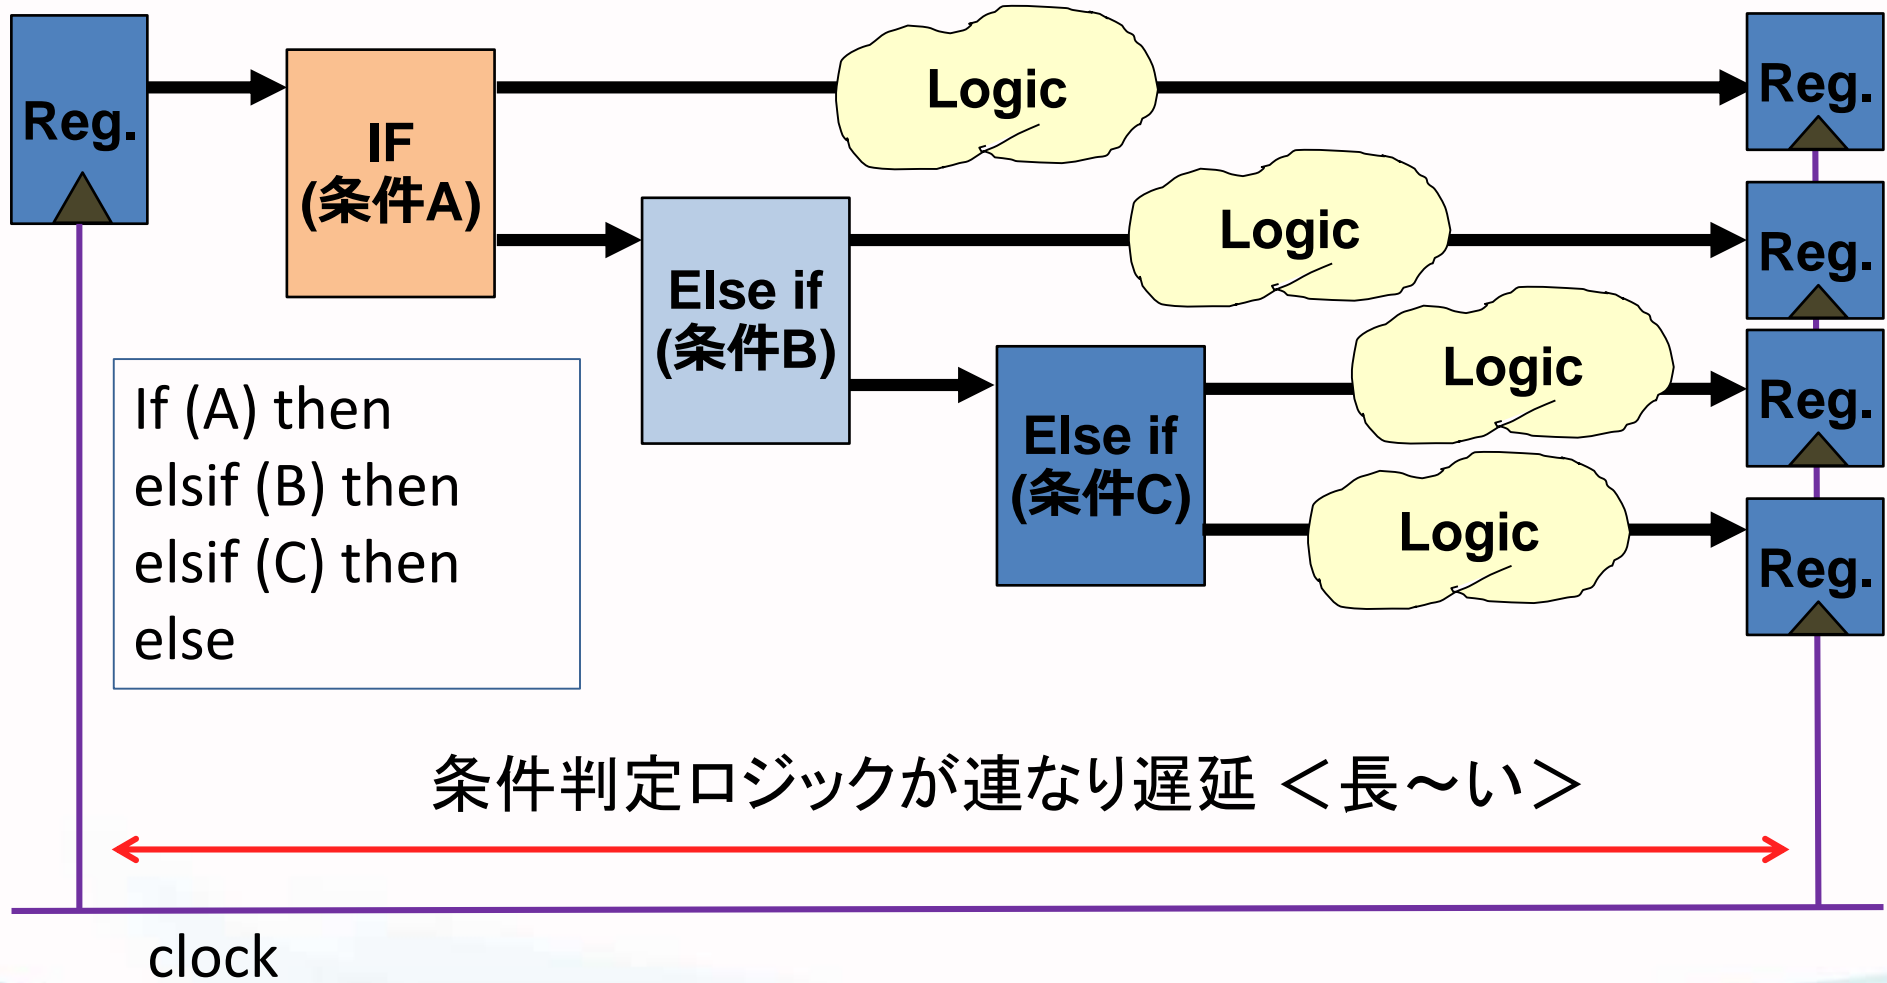 Reg.
IF
(条件A)
Logic
Reg.
Else if
(条件B)
Logic
Reg.
Else if
(条件C)
Logic
Reg.
Logic
Reg.
If (A) then
elsif (B) then
elsif (C) then
else
条件判定ロジックが連なり遅延 <長~い>
clock